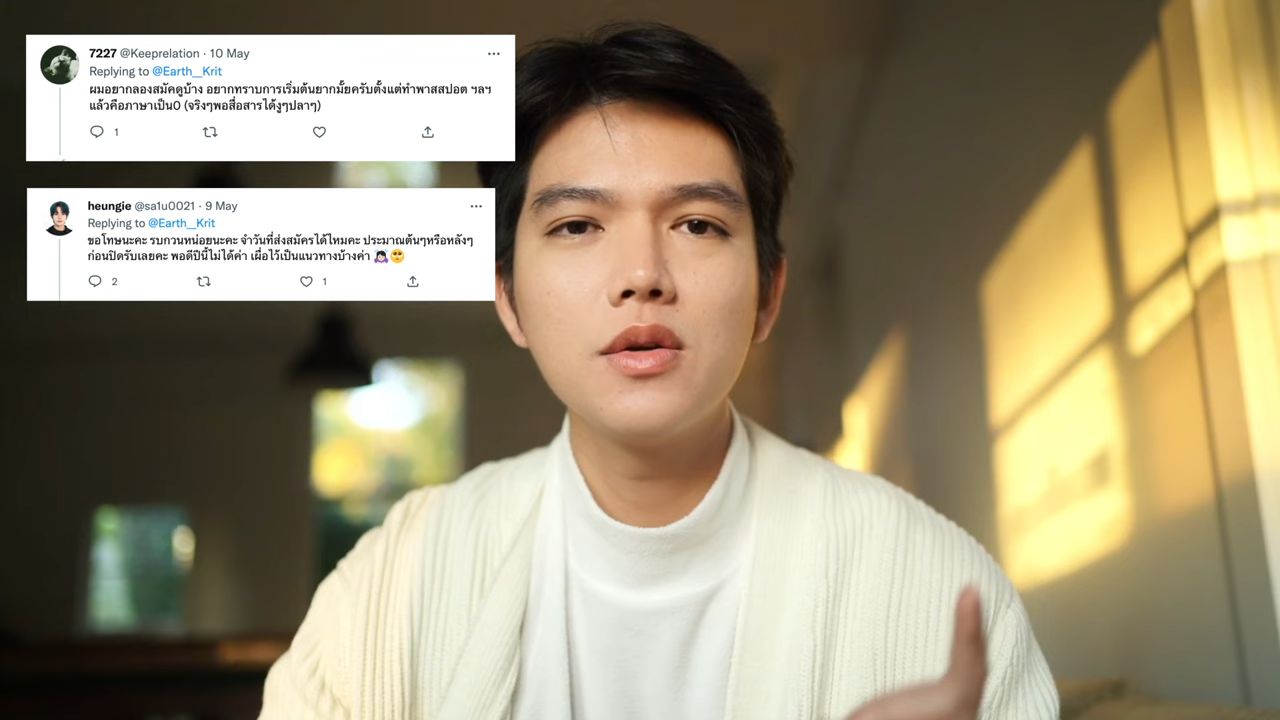 7227 @Keeprelation · 10 May
Replying to @Earth__Krit
ผมอยากลองสมัคดูบ้าง อยากทราบการเริ่มต้นยากมั้ยครับตั้งแต่ทำพาสสปอต ฯลฯ
แล้วคือภาษาเป็น0 (จริงๆพอสื่อสารได้งูๆปลาๆ)
1
heungie @sa1u0021 · 9 May
Replying to @Earth__Krit
ขอโทษนะคะ รบกวนหน่อยนะคะ จำวันที่ส่งสมัครได้ไหมคะ ประมาณต้นๆหรือหลังๆ
ก่อนปิดรับเลยคะ พอดีปีนี้ไม่ได้ค่า เผื่อไว้เป็นแนวทางบ้างค่า 🙇🏻‍♀️🥺
2 1